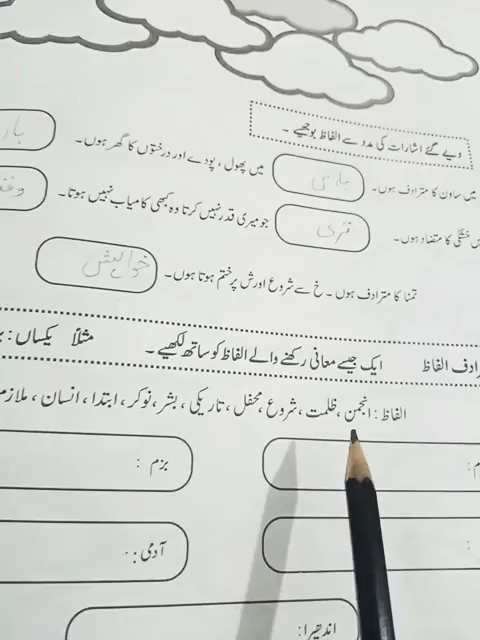 دیے گئے اشارات کی مدد سے الفاظ بوجھیے ۔
میں ساون کا مترادف ہوں۔ بارش
میں پھول ، پودے اور درختوں کا گھر ہوں۔
خشکی کا متضاد ہوں۔ تری
جو میری قدر نہیں کرتا وہ کبھی کامیاب نہیں ہوتا۔
تمنا کا مترادف ہوں ۔ خ سے شروع اور ش پر ختم ہوتا ہوں۔ خواہش
الفاظ ایک جیسے معانی رکھنے والے الفاظ کو ساتھ لکھیے ۔ مثلاً یکساں :
الفاظ : انجمن ، ظلمت ، شروع ، محفل ، تاریکی ، بشر ، نوکر ، ابتدا ، انسان ، ملازم
بزم :
آدمی :
اندھیرا :